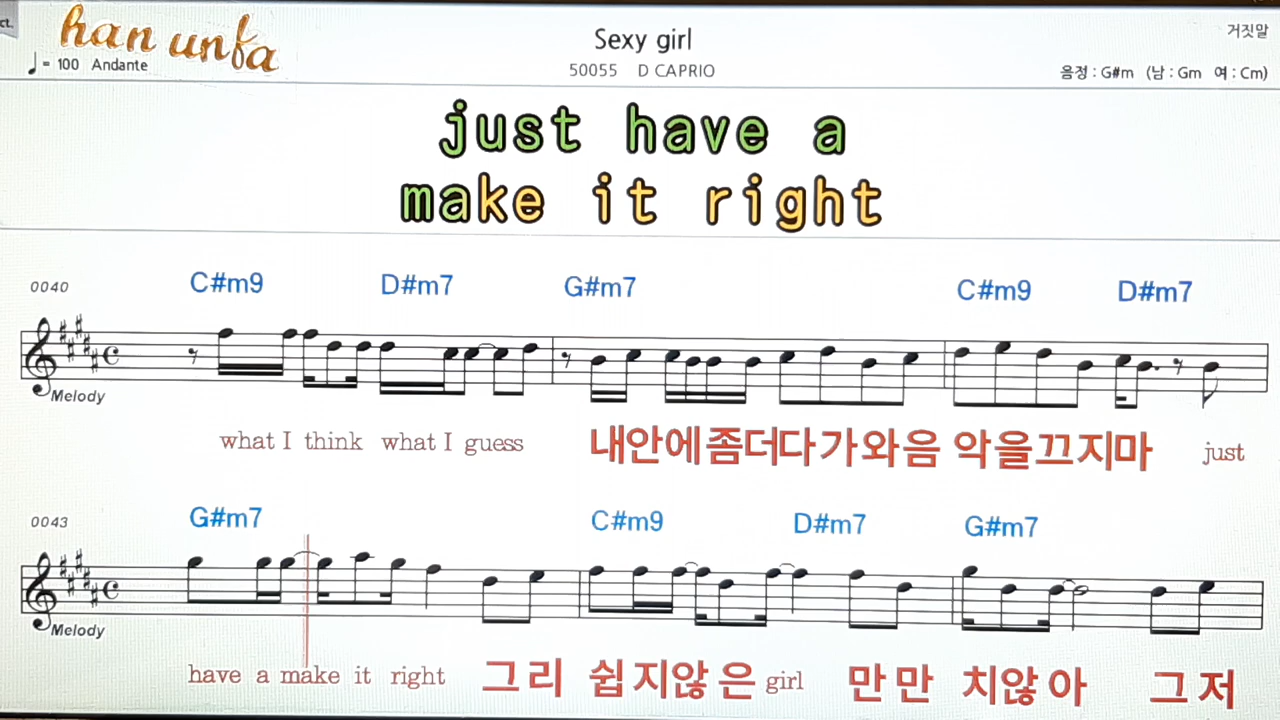 ct.
han unfa
Sexy girl
거짓말
♩ = 100 Andante
50055 D CAPRIO
음정 : G#m (남 : Gm 여 : Cm)
just have a
make it right
0040 C#m9 D#m7 G#m7 C#m9 D#m7
Melody
what I think what I guess 내안에좀더다가와음 악을끄지마 just
0043 G#m7 C#m9 D#m7 G#m7
Melody
have a make it right 그리 쉽지않은 girl 만만 치않아 그저